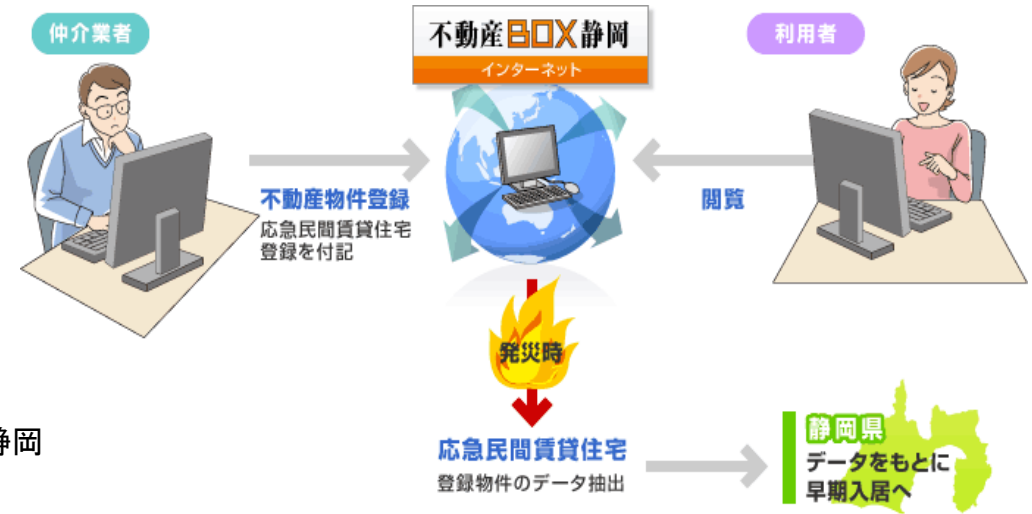 仲介業者
不動産BOX静岡
インターネット
利用者
不動産物件登録
応急民間賃貸住宅
登録を付記
閲覧
発災時
応急民間賃貸住宅
登録物件のデータ抽出
静岡県
データをもとに
早期入居へ
静岡